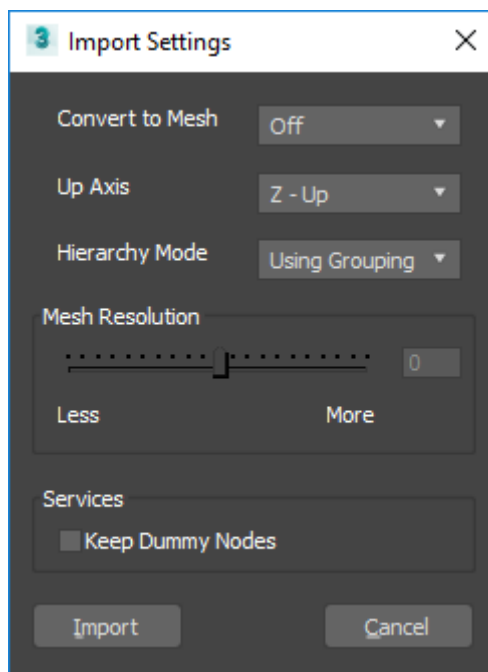 3 Import Settings
Convert to Mesh Off
Up Axis Z - Up
Hierarchy Mode Using Grouping
Mesh Resolution
0
Less More
Services
Keep Dummy Nodes
Import Cancel